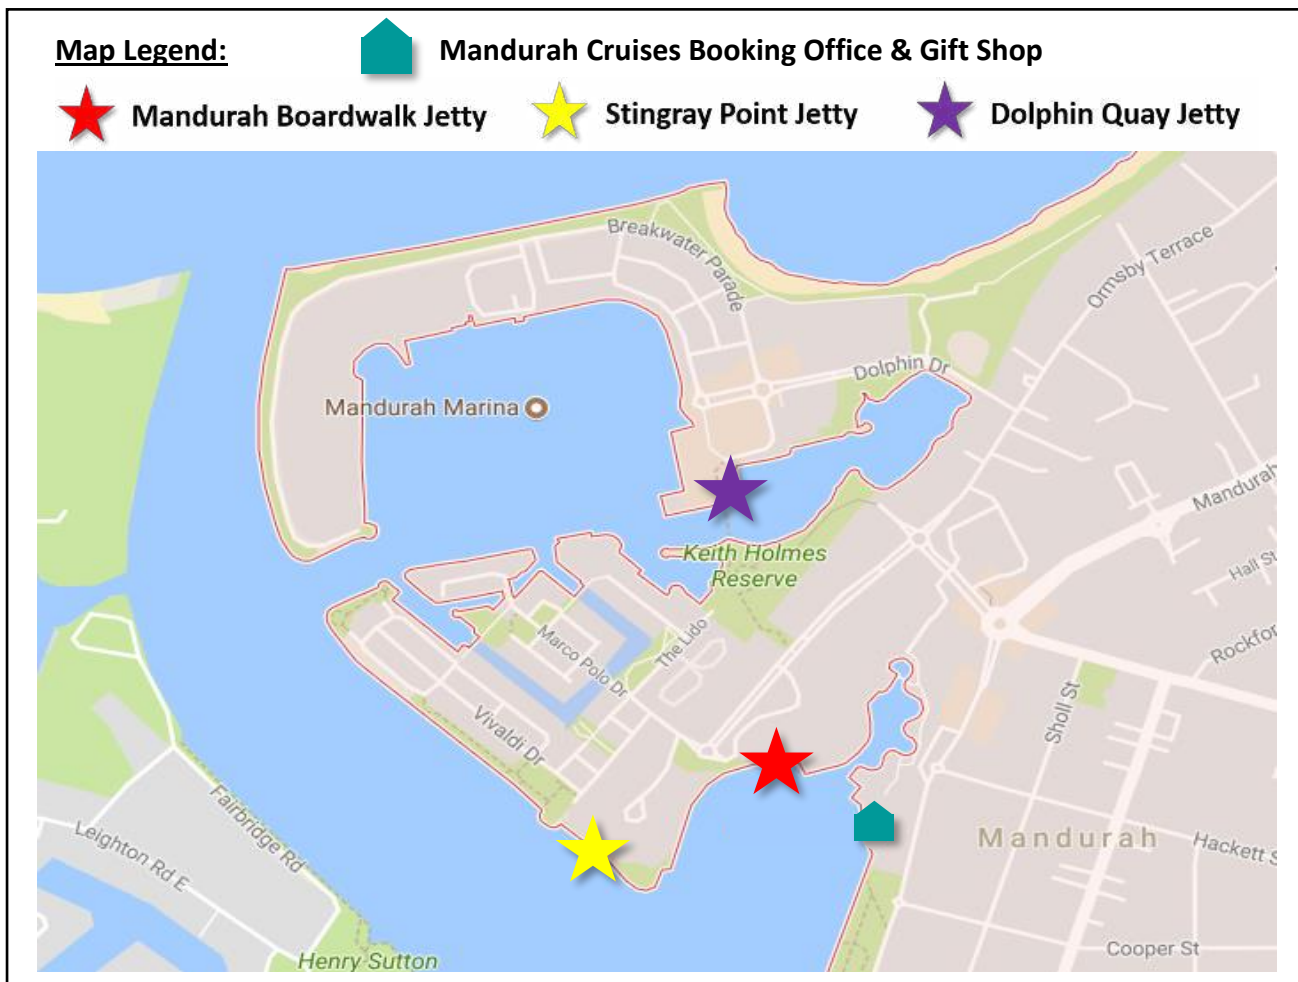 Map Legend:
Mandurah Cruises Booking Office & Gift Shop
Mandurah Boardwalk Jetty
Stingray Point Jetty
Dolphin Quay Jetty
Breakwater Parade
Ormsby Terrace
Dolphin Dr
Mandurah Marina
Mandurah
Keith Holmes
Reserve
Hall St
Marco Polo Dr
The Lido
Rockfor
Sholl St
Vivaldi Dr
Fairbridge Rd
Leighton Rd E
Mandurah
Hackett S
Cooper St
Henry Sutton